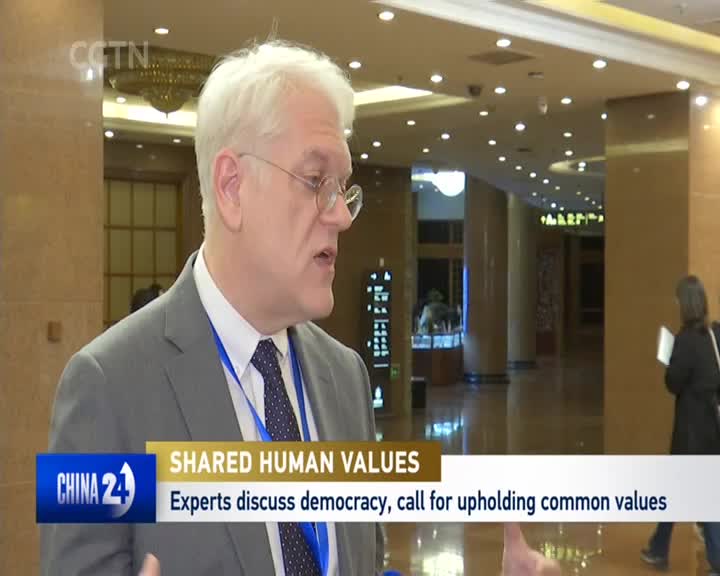 CGTN
SHARED HUMAN VALUES
CHINA 24
Experts discuss democracy, call for upholding common values